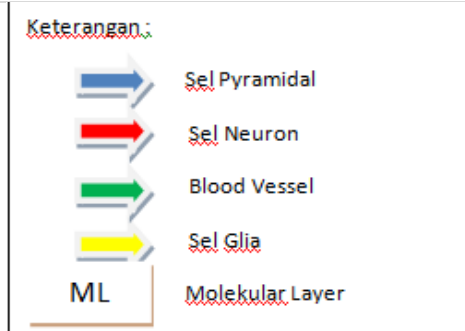 Keterangan :
Sel Pyramidal
Sel Neuron
Blood Vessel
Sel Glia
ML Molekular Layer